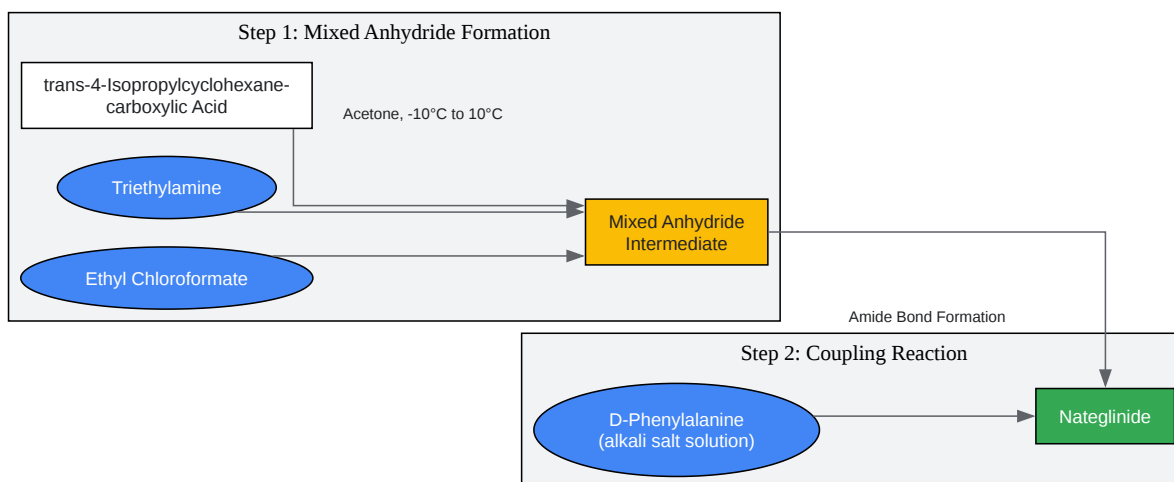 Step 1: Mixed Anhydride Formation
trans-4-Isopropylcyclohexane-
carboxylic Acid
Acetone, -10°C to 10°C
Triethylamine
Mixed Anhydride
Intermediate
Ethyl Chloroformate
Amide Bond Formation
Step 2: Coupling Reaction
D-Phenylalanine
(alkali salt solution)
Nateglinide